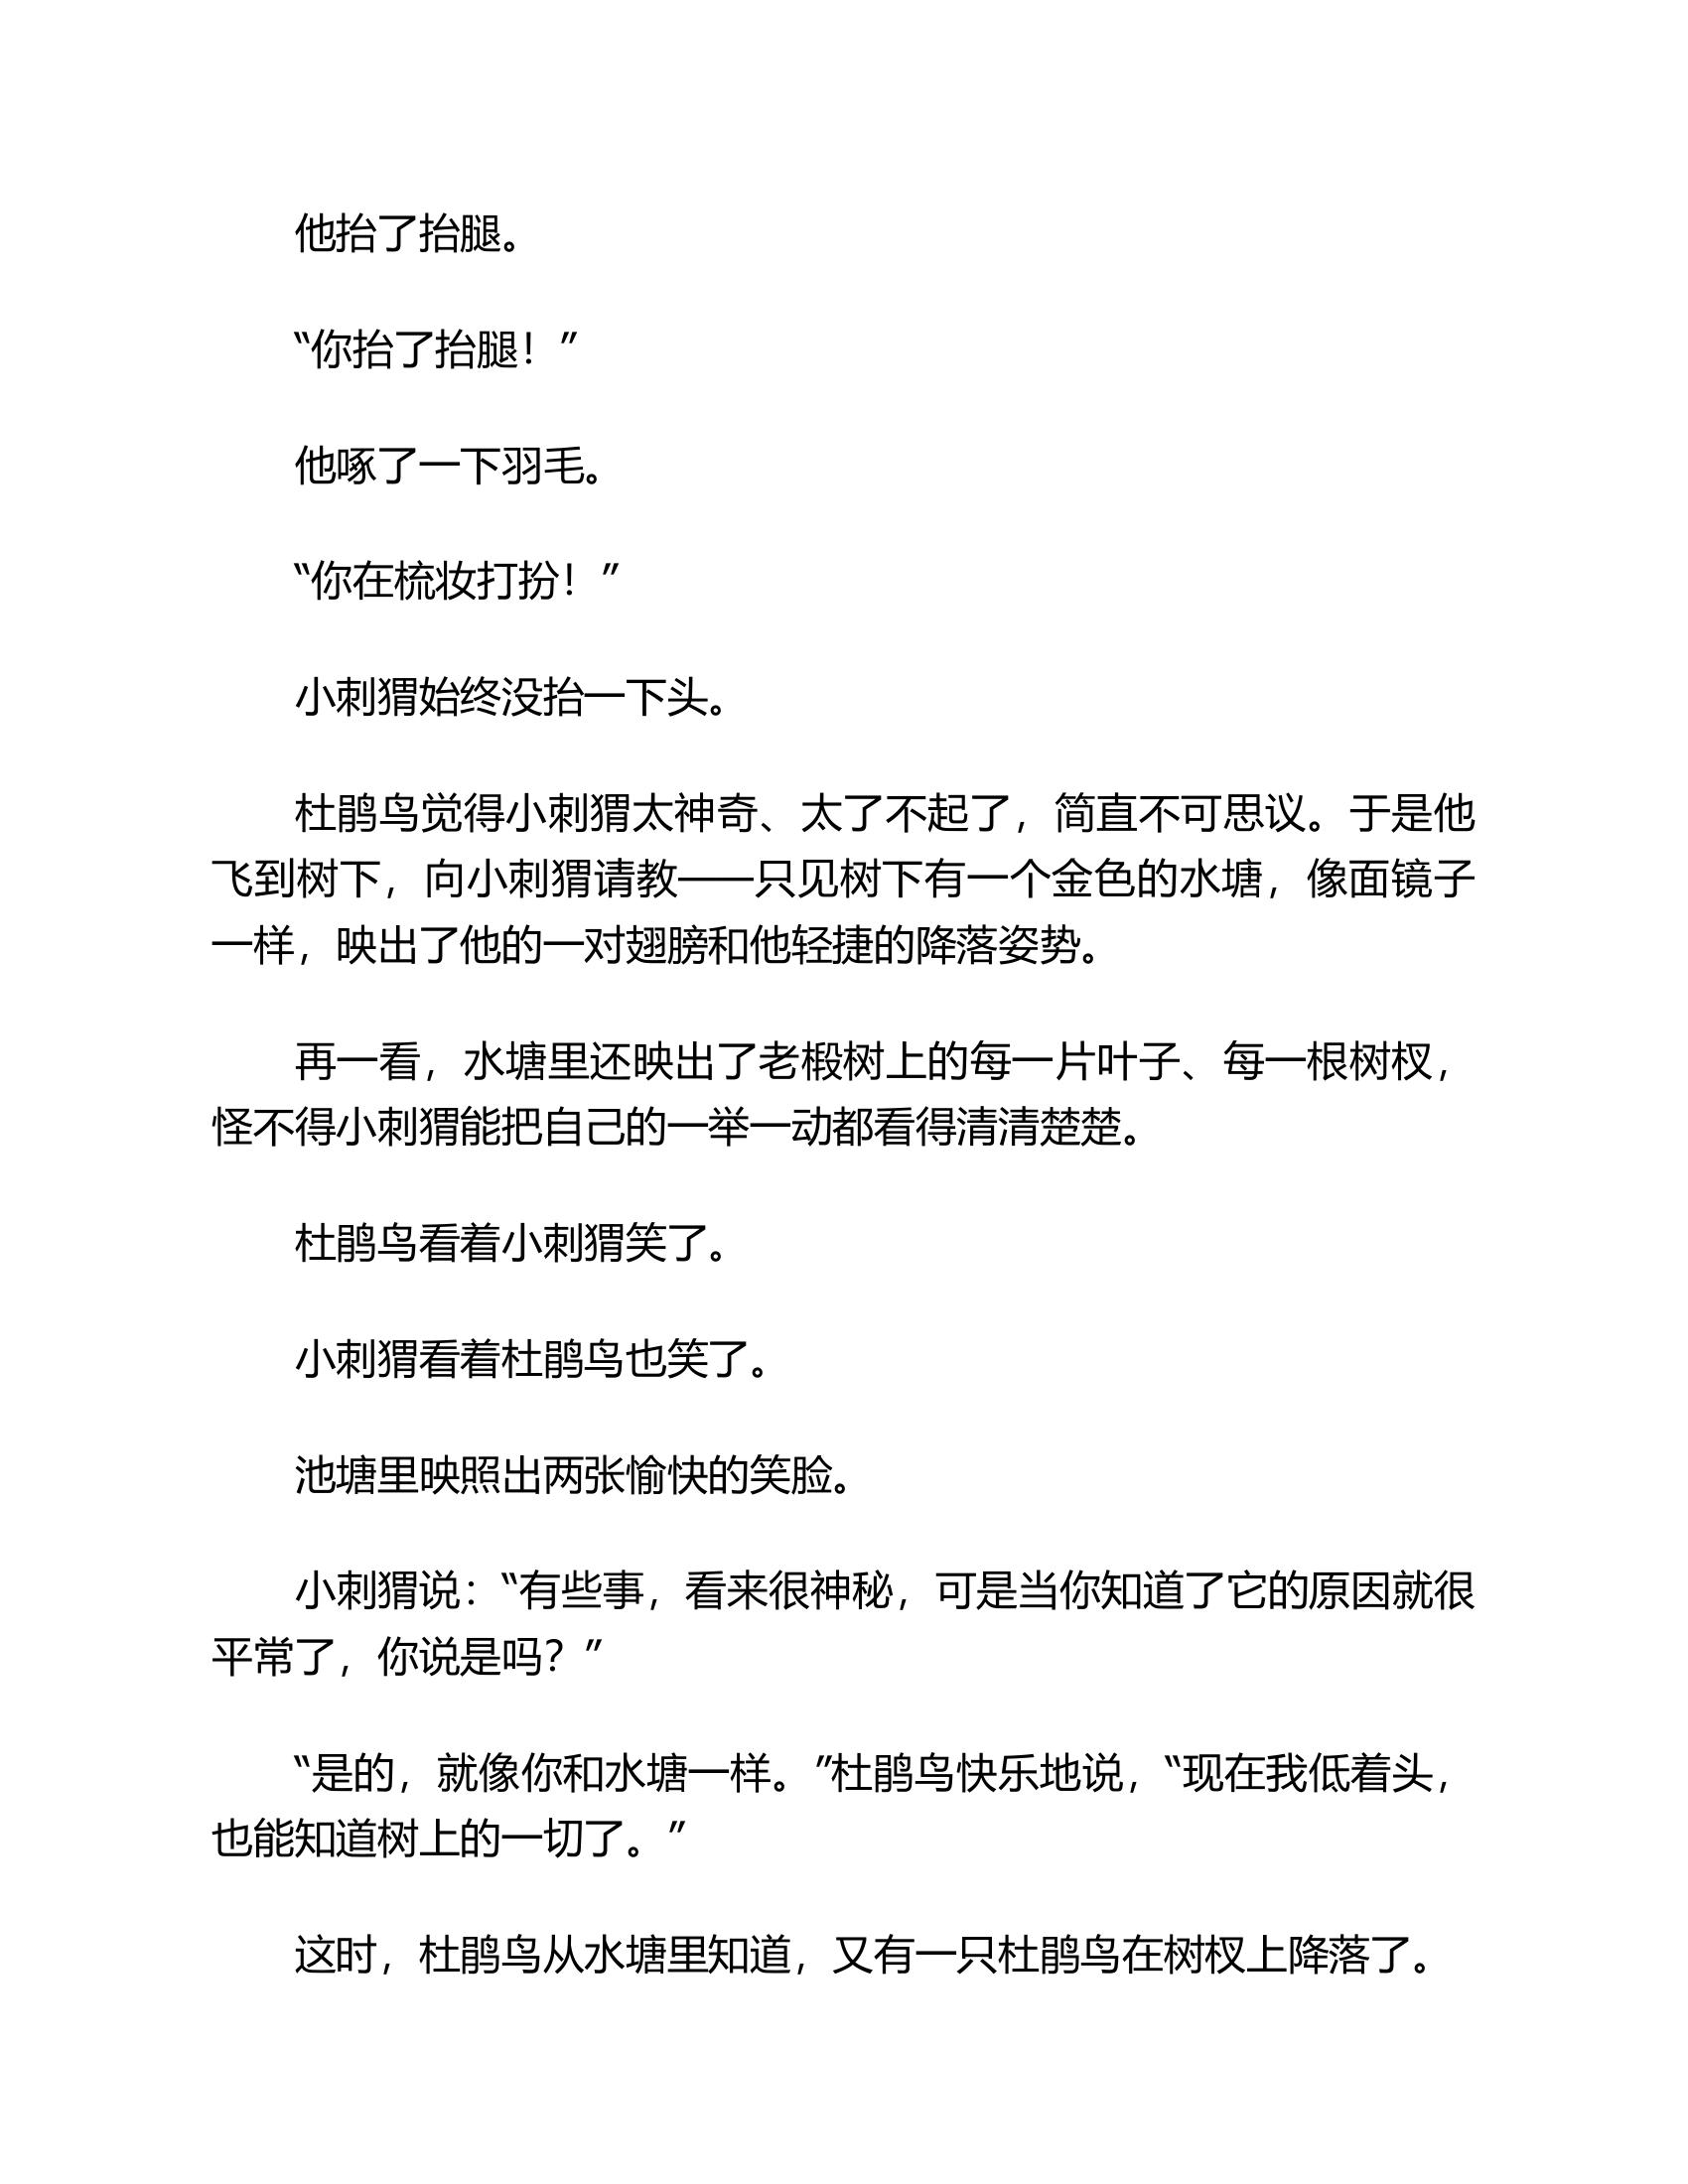 他抬了抬腿。
“你抬了抬腿！”
他啄了一下羽毛。
“你在梳妆打扮！”
小刺猬始终没抬一下头。
杜鹃鸟觉得小刺猬太神奇、太了不起了，简直不可思议。于是他
飞到树下，向小刺猬请教——只见树下有一个金色的水塘，像面镜子
一样，映出了他的一对翅膀和他轻捷的降落姿势。
再一看，水塘里还映出了老椴树上的每一片叶子、每一根树杈，
怪不得小刺猬能把自己的一举一动都看得清清楚楚。
杜鹃鸟看着小刺猬笑了。
小刺猬看着杜鹃鸟也笑了。
池塘里映照出两张愉快的笑脸。
小刺猬说：“有些事，看来很神秘，可是当你知道了它的原因就很
平常了，你说是吗？”
“是的，就像你和水塘一样。”杜鹃鸟快乐地说，“现在我低着头，
也能知道树上的一切了。”
这时，杜鹃鸟从水塘里知道，又有一只杜鹃鸟在树杈上降落了。